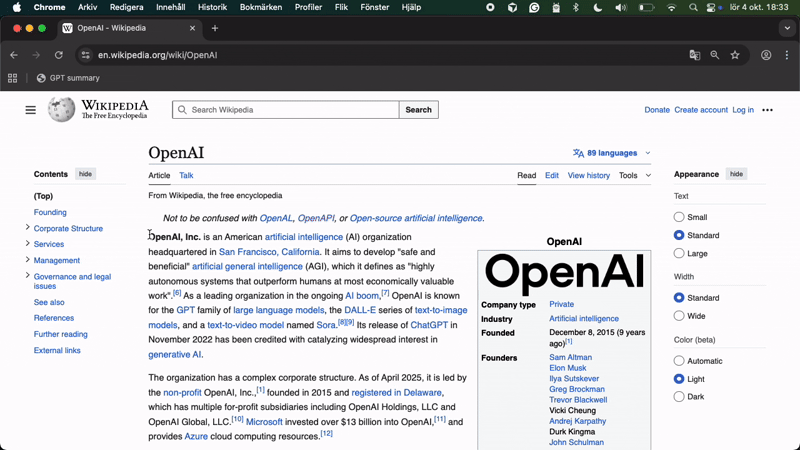 Chrome Arkiv Redigera Innehåll Historik Bokmärken Profiler Flik Fönster Hjälp lör 4 okt. 18:33
OpenAI - Wikipedia
en.wikipedia.org/wiki/OpenAI
GPT summary
WIKIPEDIA
The Free Encyclopedia
Search Wikipedia Search
Donate Create account Log in
OpenAI
89 languages
Article Talk
Read Edit View history Tools
From Wikipedia, the free encyclopedia
Not to be confused with OpenAL, OpenAPI, or Open-source artificial intelligence.
Contents hide
(Top)
Founding
Corporate Structure
Services
Management
Governance and legal
issues
See also
References
Further reading
External links
OpenAI, Inc. is an American artificial intelligence (AI) organization
headquartered in San Francisco, California. It aims to develop "safe and
beneficial" artificial general intelligence (AGI), which it defines as "highly
autonomous systems that outperform humans at most economically valuable
work".[6] As a leading organization in the ongoing AI boom,[7] OpenAI is known
for the GPT family of large language models, the DALL-E series of text-to-image
models, and a text-to-video model named Sora.[8][9] Its release of ChatGPT in
November 2022 has been credited with catalyzing widespread interest in
generative AI.
The organization has a complex corporate structure. As of April 2025, it is led by
the non-profit OpenAI, Inc.,[1] founded in 2015 and registered in Delaware,
which has multiple for-profit subsidiaries including OpenAI Holdings, LLC and
OpenAI Global, LLC.[10] Microsoft invested over $13 billion into OpenAI,[11] and
provides Azure cloud computing resources.[12]
OpenAI
OpenAI
Company type Private
Industry Artificial intelligence
Founded December 8, 2015 (9 years
ago)[1]
Founders Sam Altman
Elon Musk
Ilya Sutskever
Greg Brockman
Trevor Blackwell
Vicki Cheung
Andrej Karpathy
Durk Kingma
John Schulman
Appearance hide
Text
Small
Standard
Large
Width
Standard
Wide
Color (beta)
Automatic
Light
Dark